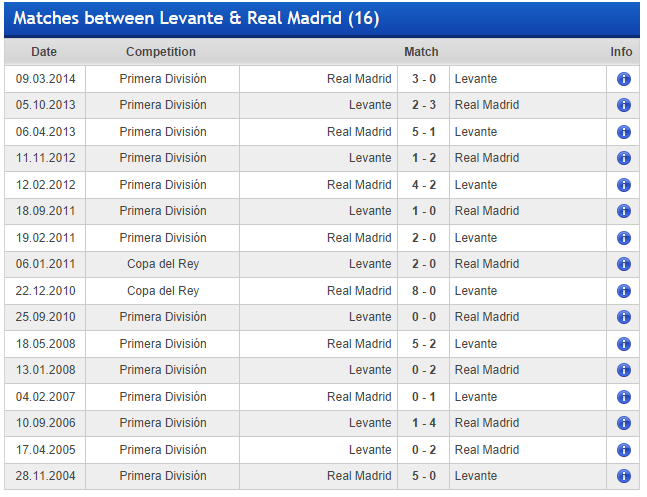 Matches between Levante & Real Madrid (16)
Date Competition Match Info
09.03.2014 Primera División Real Madrid 3 - 0 Levante
05.10.2013 Primera División Levante 2 - 3 Real Madrid
06.04.2013 Primera División Real Madrid 5 - 1 Levante
11.11.2012 Primera División Levante 1 - 2 Real Madrid
12.02.2012 Primera División Real Madrid 4 - 2 Levante
18.09.2011 Primera División Levante 1 - 0 Real Madrid
19.02.2011 Primera División Real Madrid 2 - 0 Levante
06.01.2011 Copa del Rey Levante 2 - 0 Real Madrid
22.12.2010 Copa del Rey Real Madrid 8 - 0 Levante
25.09.2010 Primera División Levante 0 - 0 Real Madrid
18.05.2008 Primera División Real Madrid 5 - 2 Levante
13.01.2008 Primera División Levante 0 - 2 Real Madrid
04.02.2007 Primera División Real Madrid 0 - 1 Levante
10.09.2006 Primera División Levante 1 - 4 Real Madrid
17.04.2005 Primera División Levante 0 - 2 Real Madrid
28.11.2004 Primera División Real Madrid 5 - 0 Levante